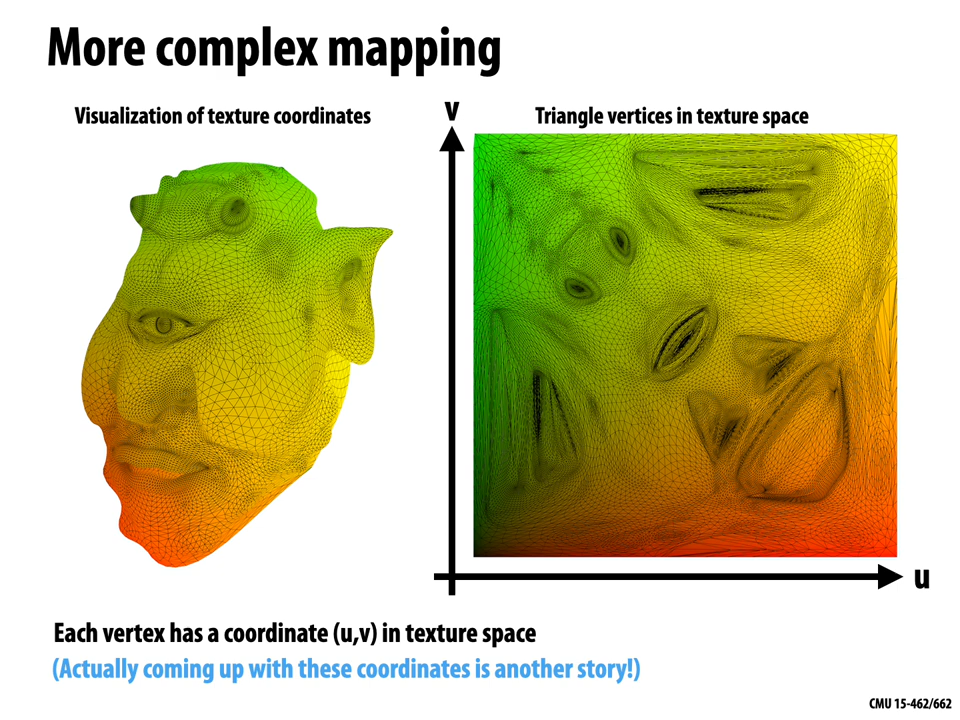 More complex mapping
Visualization of texture coordinates
v
Triangle vertices in texture space
u
Each vertex has a coordinate (u,v) in texture space
(Actually coming up with these coordinates is another story!)
CMU 15-462/662